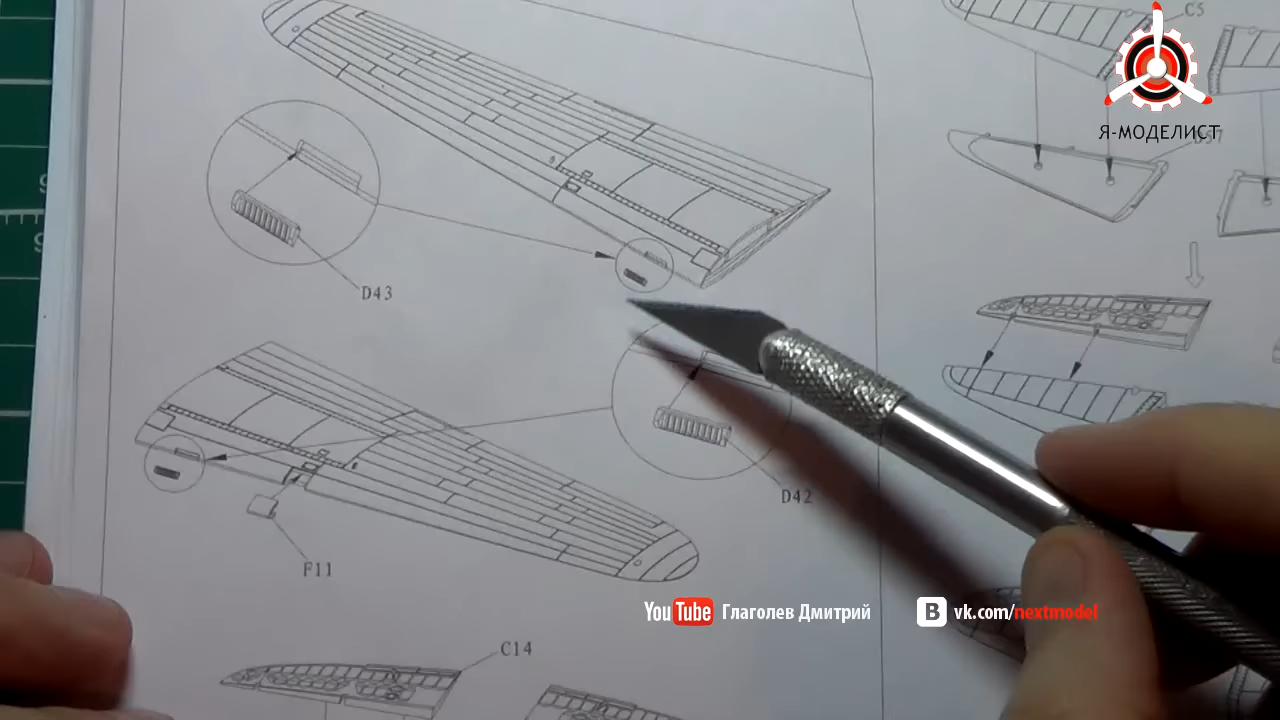 C5
Я-МОДЕЛИСТ
D43
D42
F11
YouTube Глаголев Дмитрий
B vk.com/nextmodel
C14